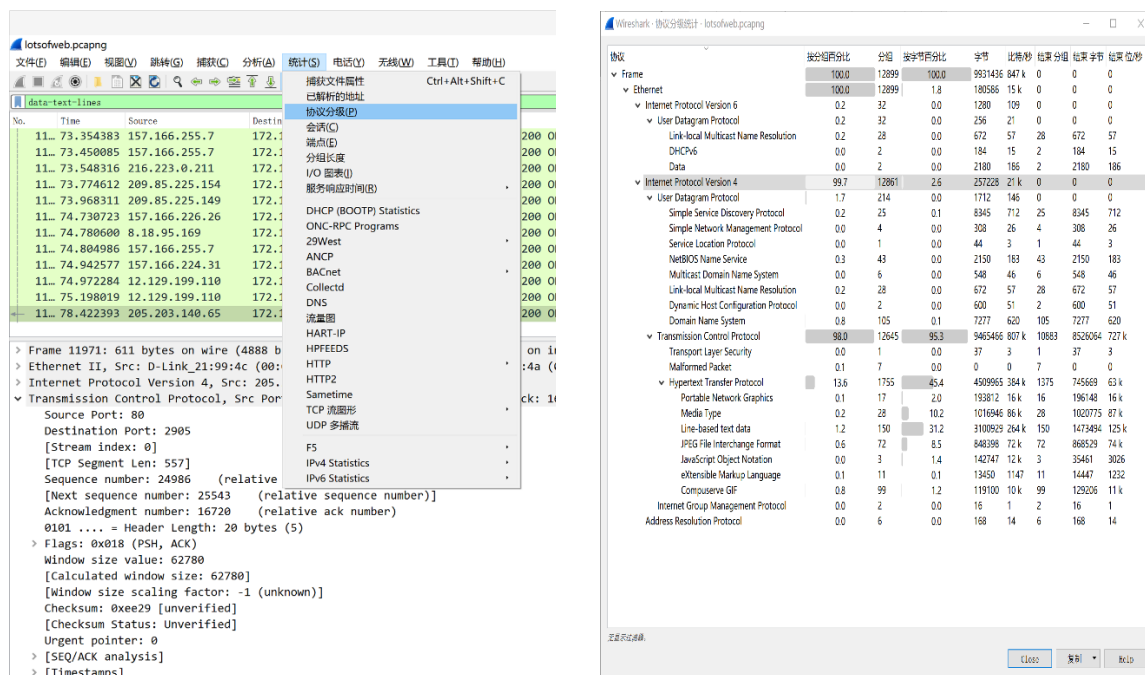 lotsofweb.pcapng
文件(F) 编辑(E) 视图(V) 跳转(G) 捕获(C) 分析(A) 统计(S) 电话(Y) 无线(W) 工具(T) 帮助(H)
data-text-lines
No. Time Source Destin
11… 73.354383 157.166.255.7 172.1 200 O
11… 73.450085 157.166.255.7 172.1 200 O
11… 73.548316 216.223.0.211 172.1 200 O
11… 73.774612 209.85.225.154 172.1 200 O
11… 73.968311 209.85.225.149 172.1 200 O
11… 74.730723 157.166.226.26 172.1 200 O
11… 74.780600 8.18.95.169 172.1 200 O
11… 74.804986 157.166.255.7 172.1 200 O
11… 74.942577 157.166.224.31 172.1 200 O
11… 74.972284 12.129.199.110 172.1 200 O
11… 75.198019 12.129.199.110 172.1 200 O
11… 78.422393 205.203.140.65 172.1 200 O
捕获文件属性 Ctrl+Alt+Shift+C
已解析的地址
协议分级(P)
会话(C)
端点(E)
分组长度
I/O 图表(I)
服务响应时间(R)
DHCP (BOOTP) Statistics
ONC-RPC Programs
29West
ANCP
BACnet
Collectd
DNS
流量图
HART-IP
HPFEEDS
HTTP
HTTP2
Sametime
TCP 流图形
UDP 多播流
F5
IPv4 Statistics
IPv6 Statistics
Frame 11971: 611 bytes on wire (4888 b on in
Ethernet II, Src: D-Link_21:99:4c (00: :4a (
Internet Protocol Version 4, Src: 205.
Transmission Control Protocol, Src Por ck: 16
Source Port: 80
Destination Port: 2905
[Stream index: 0]
[TCP Segment Len: 557]
Sequence number: 24986 (relative
[Next sequence number: 25543 (relative sequence number)]
Acknowledgment number: 16720 (relative ack number)
0101 .... = Header Length: 20 bytes (5)
Flags: 0x018 (PSH, ACK)
Window size value: 62780
[Calculated window size: 62780]
[Window size scaling factor: -1 (unknown)]
Checksum: 0xee29 [unverified]
[Checksum Status: Unverified]
Urgent pointer: 0
[SEQ/ACK analysis]
[Timestamps]
Wireshark · 协议分级统计 · lotsofweb.pcapng
协议 按分组百分比 分组 按字节百分比 字节 比特/秒 结束 分组 结束 字节 结束 位/秒
Frame 100.0 12899 100.0 9931436 847 k 0 0 0
Ethernet 100.0 12899 1.8 180586 15 k 0 0 0
Internet Protocol Version 6 0.2 32 0.0 1280 109 0 0 0
User Datagram Protocol 0.2 32 0.0 256 21 0 0 0
Link-local Multicast Name Resolution 0.2 28 0.0 672 57 28 672 57
DHCPv6 0.0 2 0.0 184 15 2 184 15
Data 0.0 2 0.0 2180 186 2 2180 186
Internet Protocol Version 4 99.7 12861 2.6 257228 21 k 0 0 0
User Datagram Protocol 1.7 214 0.0 1712 146 0 0 0
Simple Service Discovery Protocol 0.2 25 0.1 8345 712 25 8345 712
Simple Network Management Protocol 0.0 4 0.0 308 26 4 308 26
Service Location Protocol 0.0 1 0.0 44 3 1 44 3
NetBIOS Name Service 0.3 43 0.0 2150 183 43 2150 183
Multicast Domain Name System 0.0 6 0.0 548 46 6 548 46
Link-local Multicast Name Resolution 0.2 28 0.0 672 57 28 672 57
Dynamic Host Configuration Protocol 0.0 2 0.0 600 51 2 600 51
Domain Name System 0.8 105 0.1 7277 620 105 7277 620
Transmission Control Protocol 98.0 12645 95.3 9465466 807 k 10883 8526064 727 k
Transport Layer Security 0.0 1 0.0 37 3 1 37 3
Malformed Packet 0.1 7 0.0 0 0 7 0 0
Hypertext Transfer Protocol 13.6 1755 45.4 4509965 384 k 1375 745669 63 k
Portable Network Graphics 0.1 17 2.0 193812 16 k 16 196148 16 k
Media Type 0.2 28 10.2 1016946 86 k 28 1020775 87 k
Line-based text data 1.2 150 31.2 3100929 264 k 150 1473494 125 k
JPEG File Interchange Format 0.6 72 8.5 848398 72 k 72 868529 74 k
JavaScript Object Notation 0.0 3 1.4 142747 12 k 3 35461 3026
eXtensible Markup Language 0.1 11 0.1 13450 1147 11 14447 1232
Compuserve GIF 0.8 99 1.2 119100 10 k 99 129206 11 k
Internet Group Management Protocol 0.0 2 0.0 16 1 2 16 1
Address Resolution Protocol 0.0 6 0.0 168 14 6 168 14
无显示过滤器。
Close 复制 Help